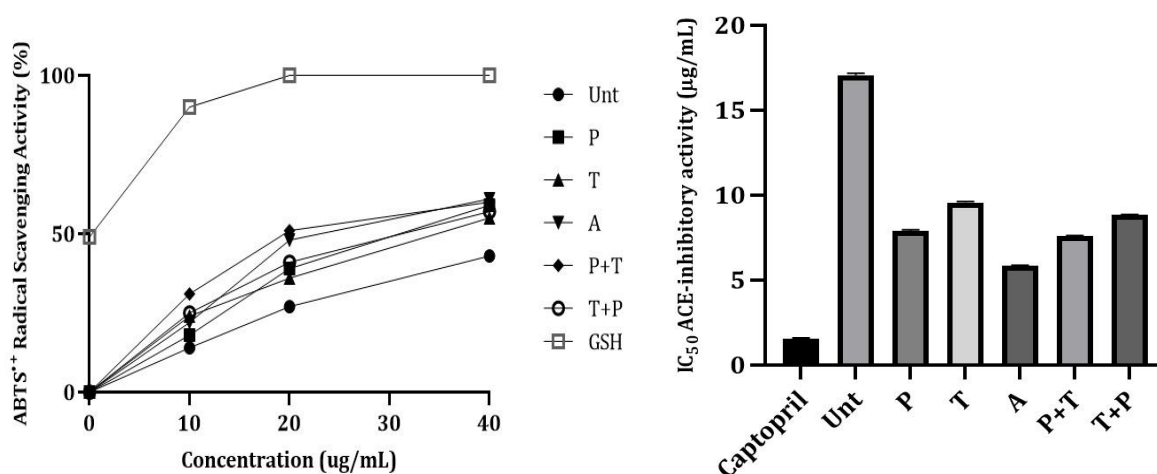 ABTS•+ Radical Scavenging Activity (%)
100
50
0
0 10 20 30 40
Concentration (ug/mL)
Unt
P
T
A
P+T
T+P
GSH
IC50 ACE-inhibitory activity (µg/mL)
20
15
10
5
0
Captopril Unt P T A P+T T+P